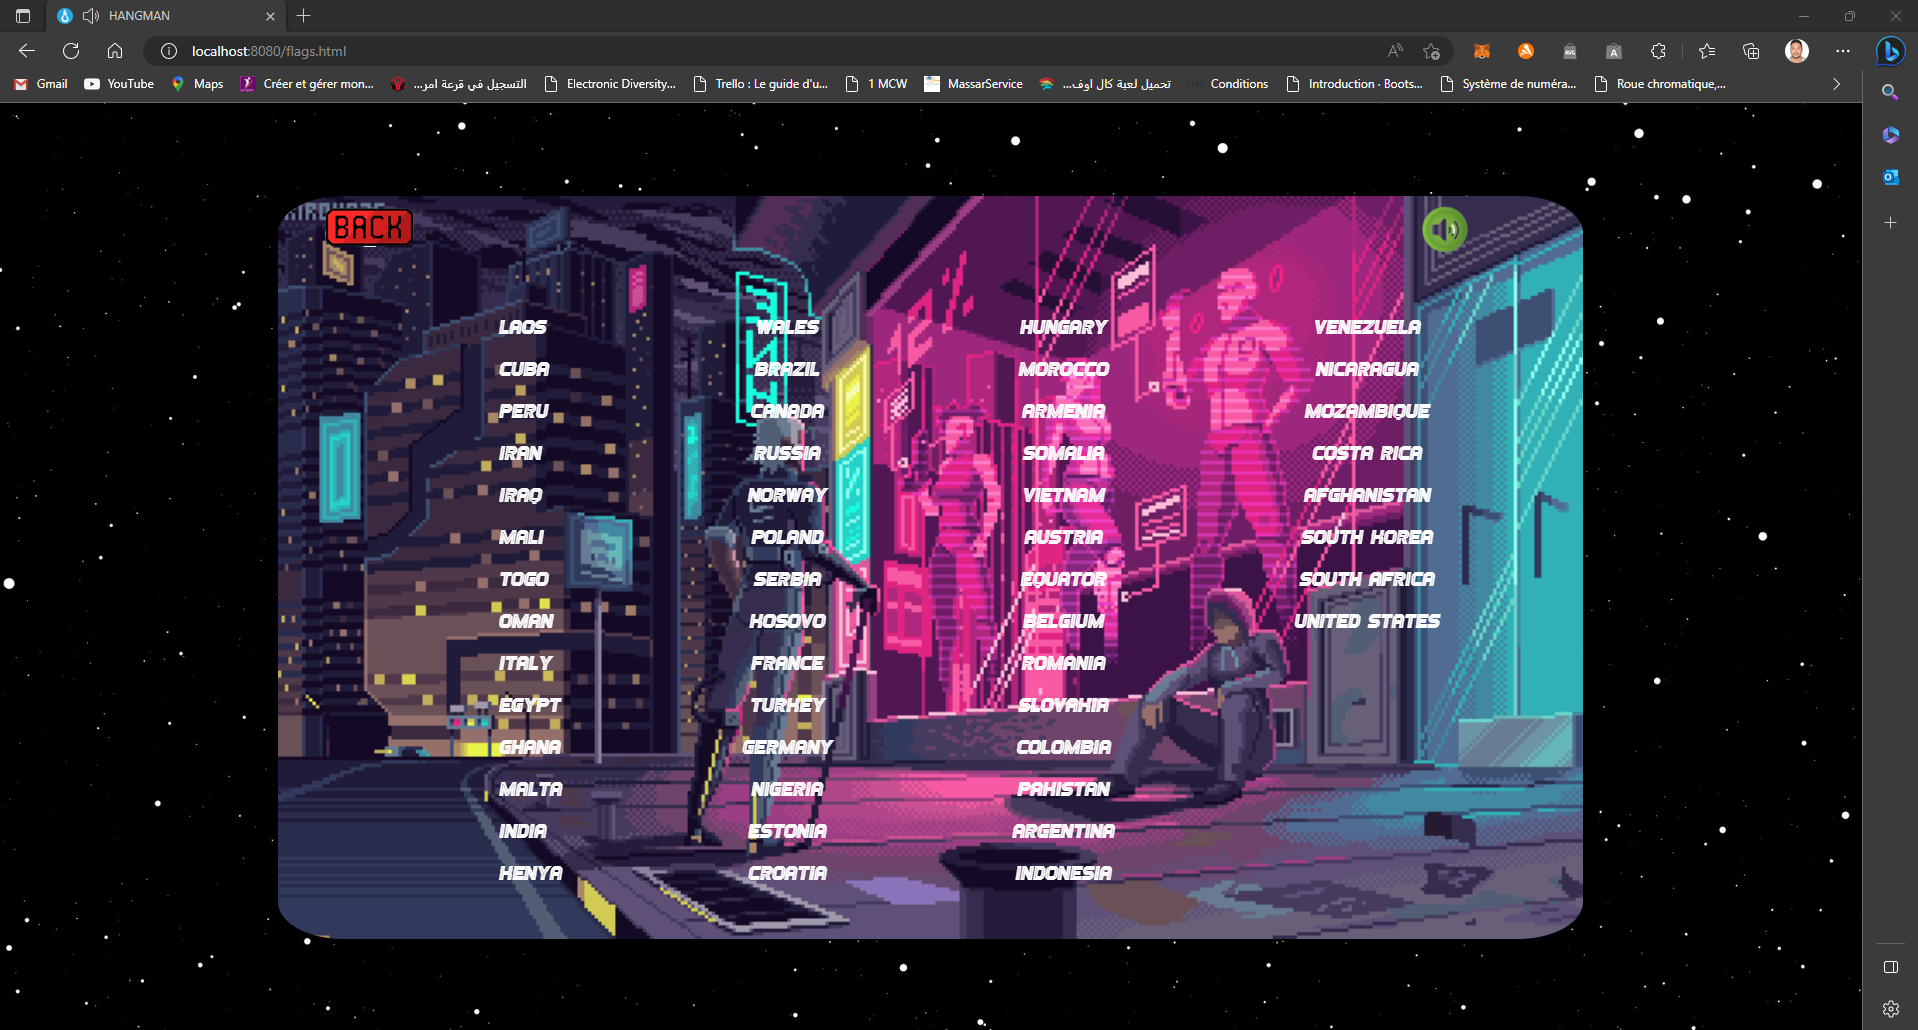 HANGMAN
localhost:8080/flags.html
Gmail
YouTube
Maps
Créer et gérer mon...
التسجيل في قرعة امر...
Electronic Diversity...
Trello : Le guide d'u...
1 MCW
MassarService
تحميل لعبة كال اوف...
Conditions
Introduction · Boots...
Système de numéra...
Roue chromatique,...
BACK
LAOS
CUBA
PERU
IRAN
IRAQ
MALI
TOGO
OMAN
ITALY
EGYPT
GHANA
MALTA
INDIA
KENYA
WALES
BRAZIL
CANADA
RUSSIA
NORWAY
POLAND
SERBIA
KOSOVO
FRANCE
TURKEY
GERMANY
NIGERIA
ESTONIA
CROATIA
HUNGARY
MOROCCO
ARMENIA
SOMALIA
VIETNAM
AUSTRIA
EQUATOR
BELGIUM
ROMANIA
SLOVAKIA
COLOMBIA
PAKISTAN
ARGENTINA
INDONESIA
VENEZUELA
NICARAGUA
MOZAMBIQUE
COSTA RICA
AFGHANISTAN
SOUTH KOREA
SOUTH AFRICA
UNITED STATES